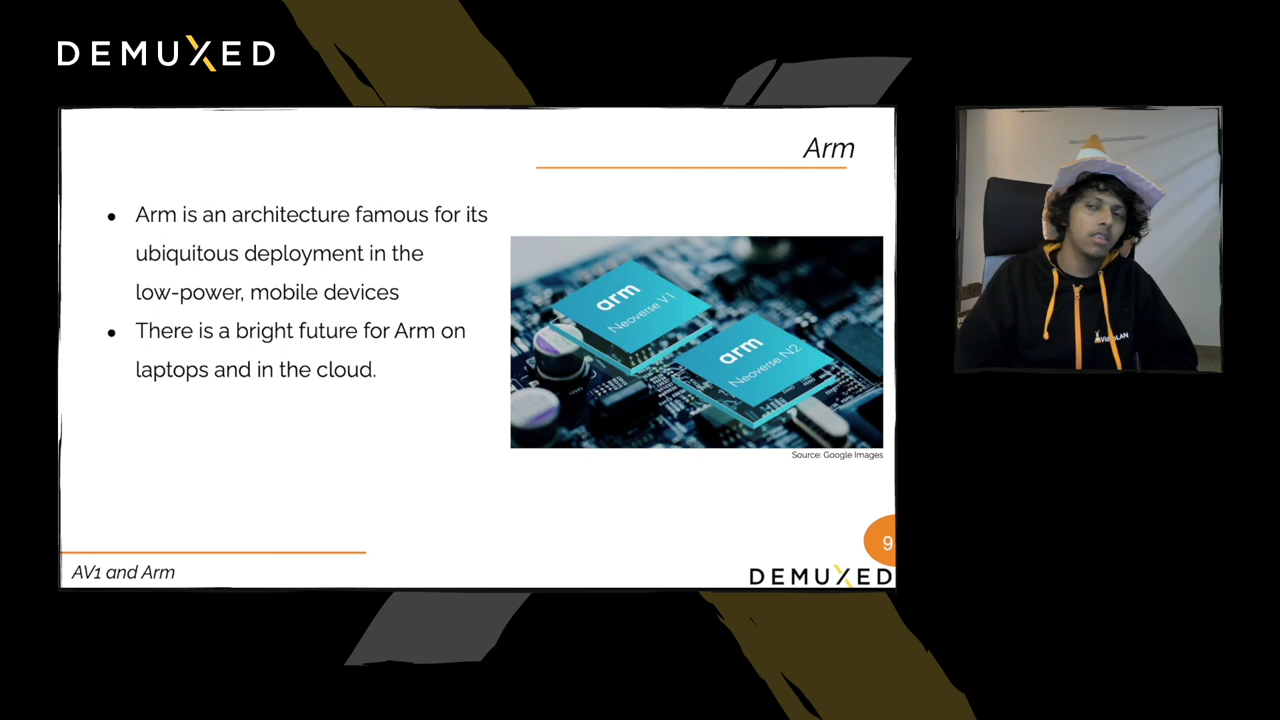 DEMUXED
Arm
● Arm is an architecture famous for its
ubiquitous deployment in the
low-power, mobile devices
● There is a bright future for Arm on
laptops and in the cloud.
arm
Neoverse V1
arm
Neoverse N2
Source: Google Images
VideoLAN
9
AV1 and Arm
DEMUXED